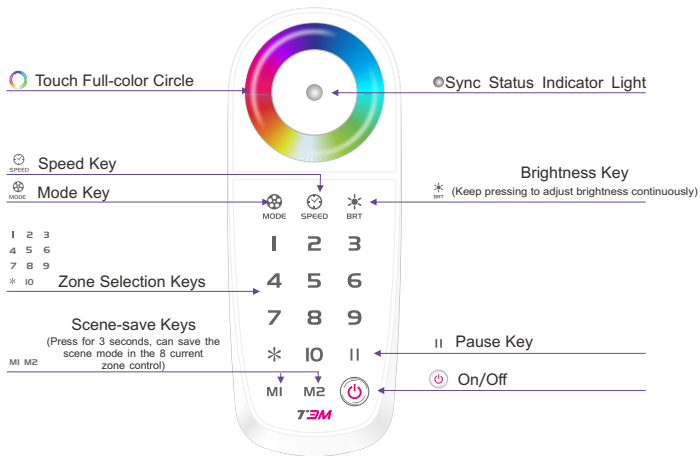 Touch Full-color Circle
Sync Status Indicator Light
SPEED Speed Key
MODE Mode Key
Brightness Key
BRT (Keep pressing to adjust brightness continuously)
MODE SPEED BRT
1 2 3
4 5 6
7 8 9
* 10
Zone Selection Keys
1 2 3
4 5 6
7 8 9
* 10 II
M1 M2
Scene-save Keys
(Press for 3 seconds, can save the
scene mode in the 8 current
zone control)
M1 M2
II Pause Key
On/Off
T3M